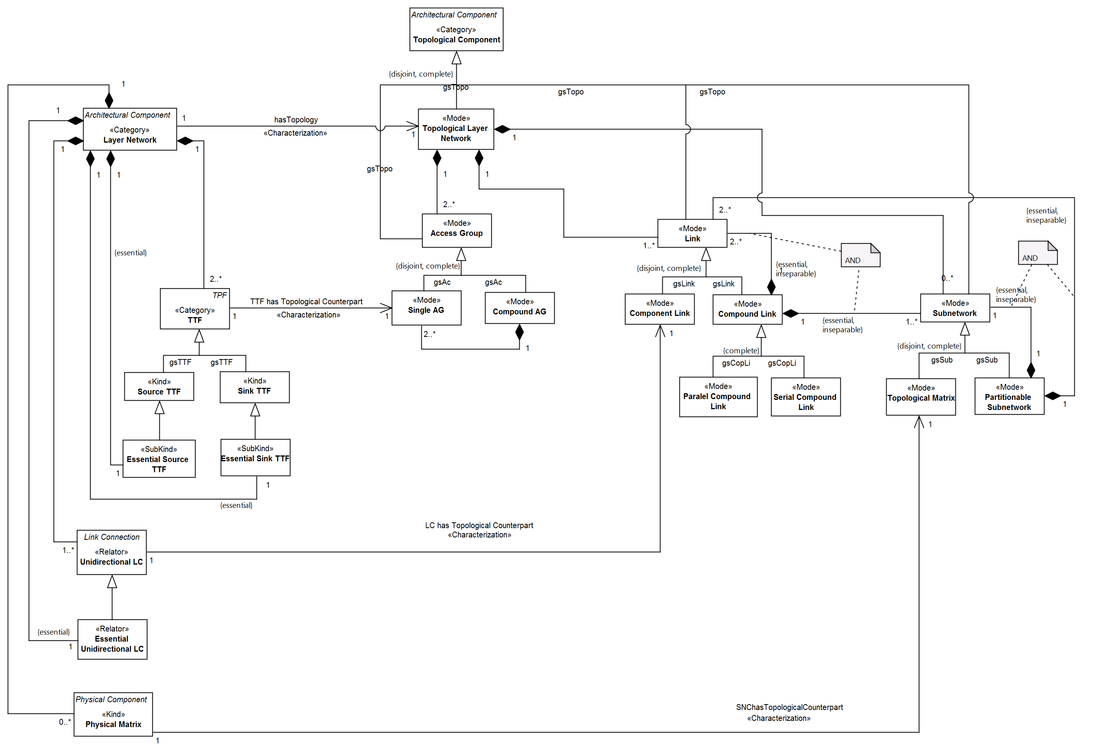 Architectural Component
«Category»
Topological Component
{disjoint, complete}
gsTopo
gsTopo
gsTopo
gsTopo
1
1
Architectural Component
«Category»
Layer Network
1
1
1
1
1
hasTopology
«Characterization»
1
«Mode»
Topological Layer
Network
1
1
1
{essential}
2..*
2..*
«Mode»
Access Group
{disjoint, complete}
gsAc
gsAc
«Mode»
Single AG
«Mode»
Compound AG
2..*
1
TPF
«Category»
TTF
1
TTF has Topological Counterpart
«Characterization»
1
gsTTF
gsTTF
«Kind»
Source TTF
«Kind»
Sink TTF
«SubKind»
Essential Source
TTF
«SubKind»
Essential Sink TTF
1
1
{essential}
2..*
1..*
«Mode»
Link
2..*
{disjoint, complete}
gsLink
gsLink
{essential,
inseparable}
1
AND
«Mode»
Component Link
«Mode»
Compound Link
1
1
{essential,
inseparable}
1..*
{complete}
gsCopLi
gsCopLi
«Mode»
Paralel Compound
Link
«Mode»
Serial Compound
Link
{essential,
inseparable}
AND
0..*
{essential,
inseparable}
«Mode»
Subnetwork
1
{disjoint, complete}
gsSub
gsSub
1
«Mode»
Topological Matrix
«Mode»
Partitionable
Subnetwork
1
1
1..*
Link Connection
«Relator»
Unidirectional LC
1
LC has Topological Counterpart
«Characterization»
{essential}
1
«Relator»
Essential
Unidirectional LC
0..*
Physical Component
«Kind»
Physical Matrix
1
SNChasTopologicalCounterpart
«Characterization»